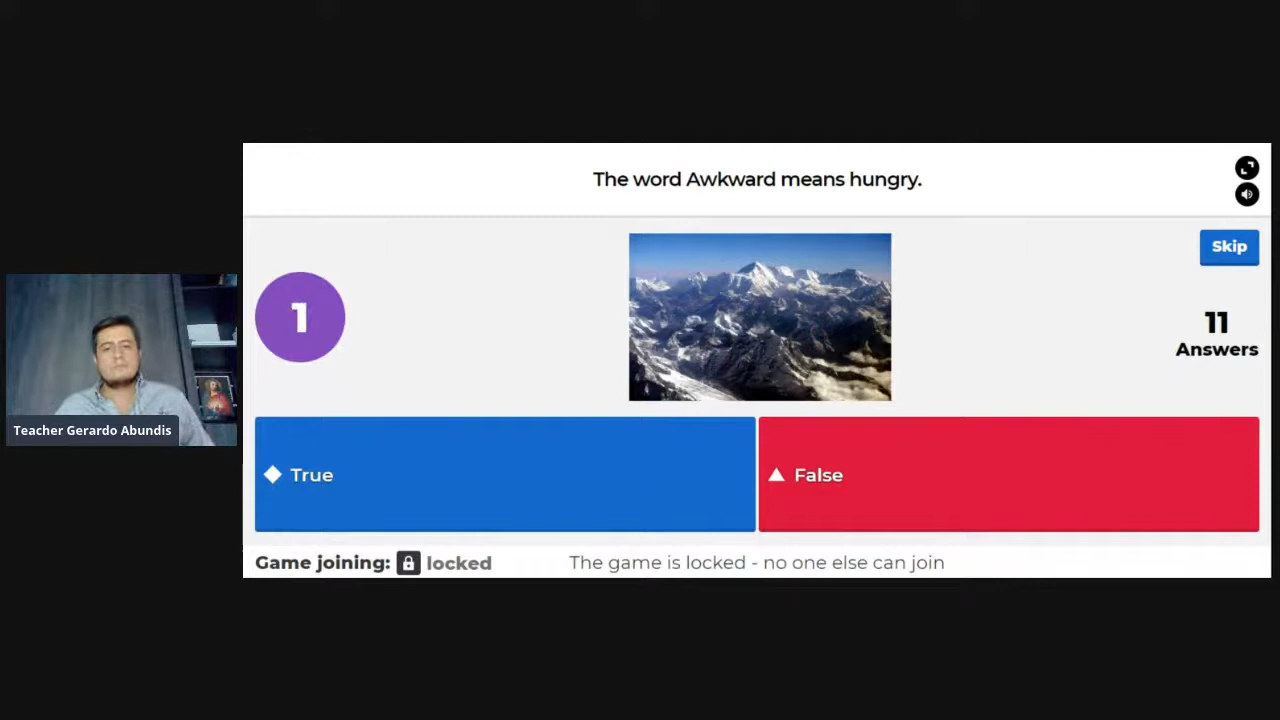 The word Awkward means hungry.
Skip
1
11
Answers
Teacher Gerardo Abundis
True
False
Game joining: locked
The game is locked - no one else can join